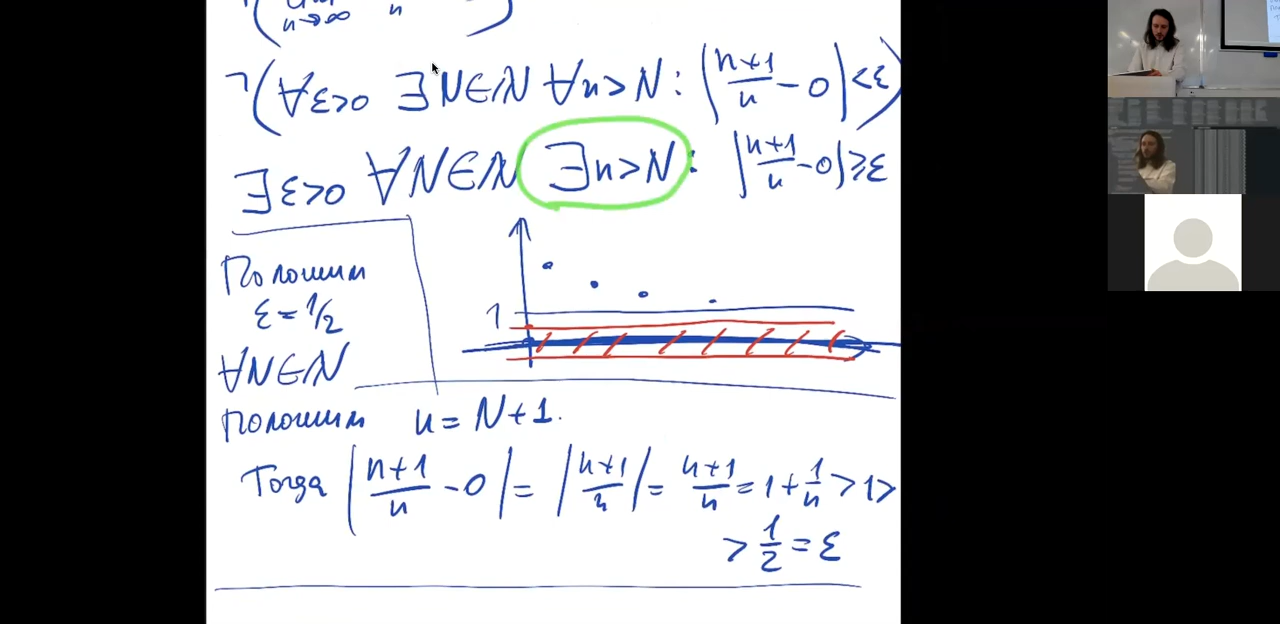 n→∞ n
¬(∀ε>0 ∃N∈ℕ ∀n>N: |n+1/n − 0|<ε)
∃ε>0 ∀N∈ℕ ∃n>N: |n+1/n − 0|≥ε
Положим
ε = 1/2
1
∀N∈ℕ
положим n = N+1.
Тогда |n+1/n − 0| = |n+1/n| = n+1/n = 1 + 1/n > 1 >
> 1/2 = ε